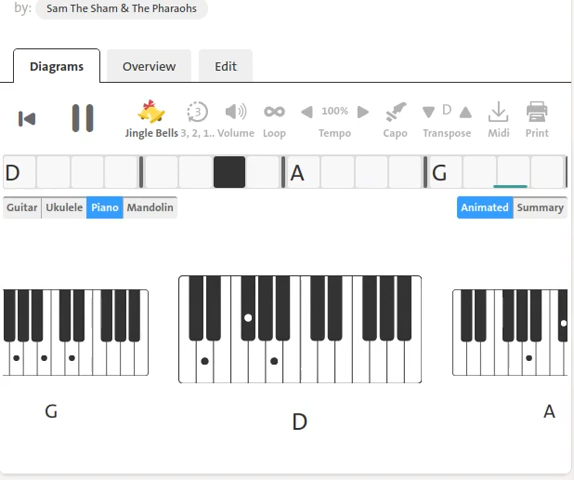 by: Sam The Sham & The Pharaohs
Diagrams Overview Edit
3 100% D
Jingle Bells 3, 2, 1.. Volume Loop Tempo Capo Transpose Midi Print
D A G
Guitar Ukulele Piano Mandolin Animated Summary
G D A